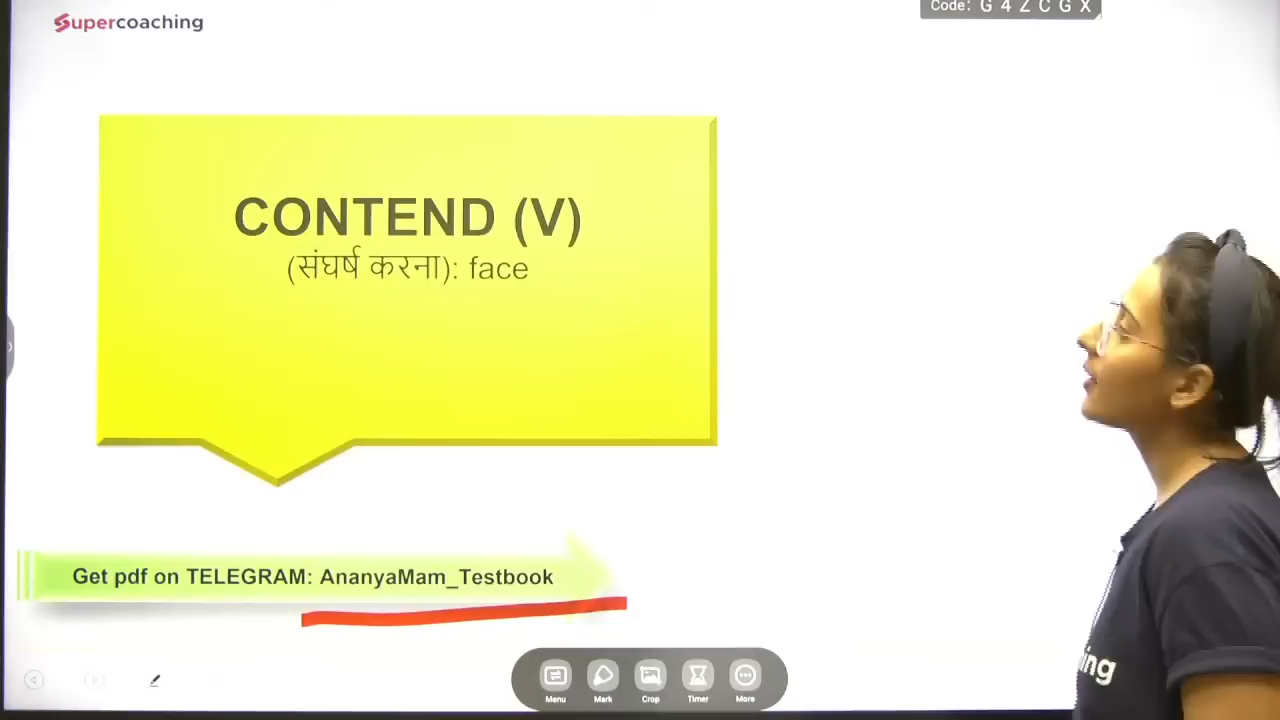 Supercoaching
Code: G 4 Z C G X
CONTEND (V)
(संघर्ष करना): face
Get pdf on TELEGRAM: AnanyaMam_Testbook
Menu Mark Crop Timer More
ing